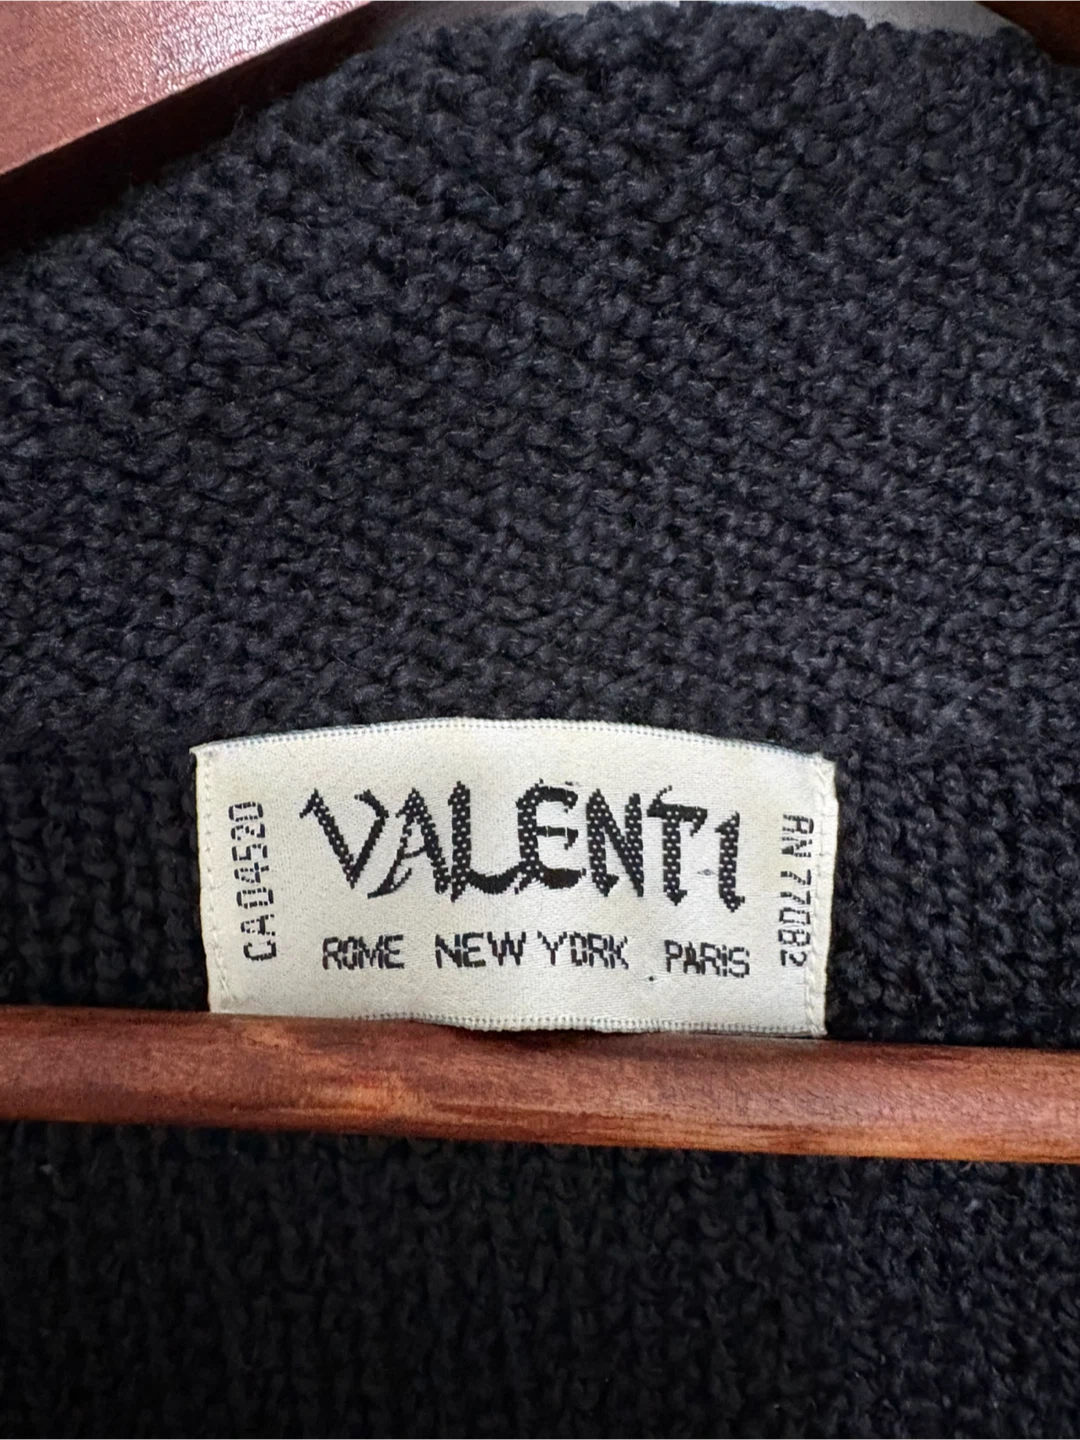 VALENTI
ROME NEW YORK PARIS
CA 04520
RN 77082